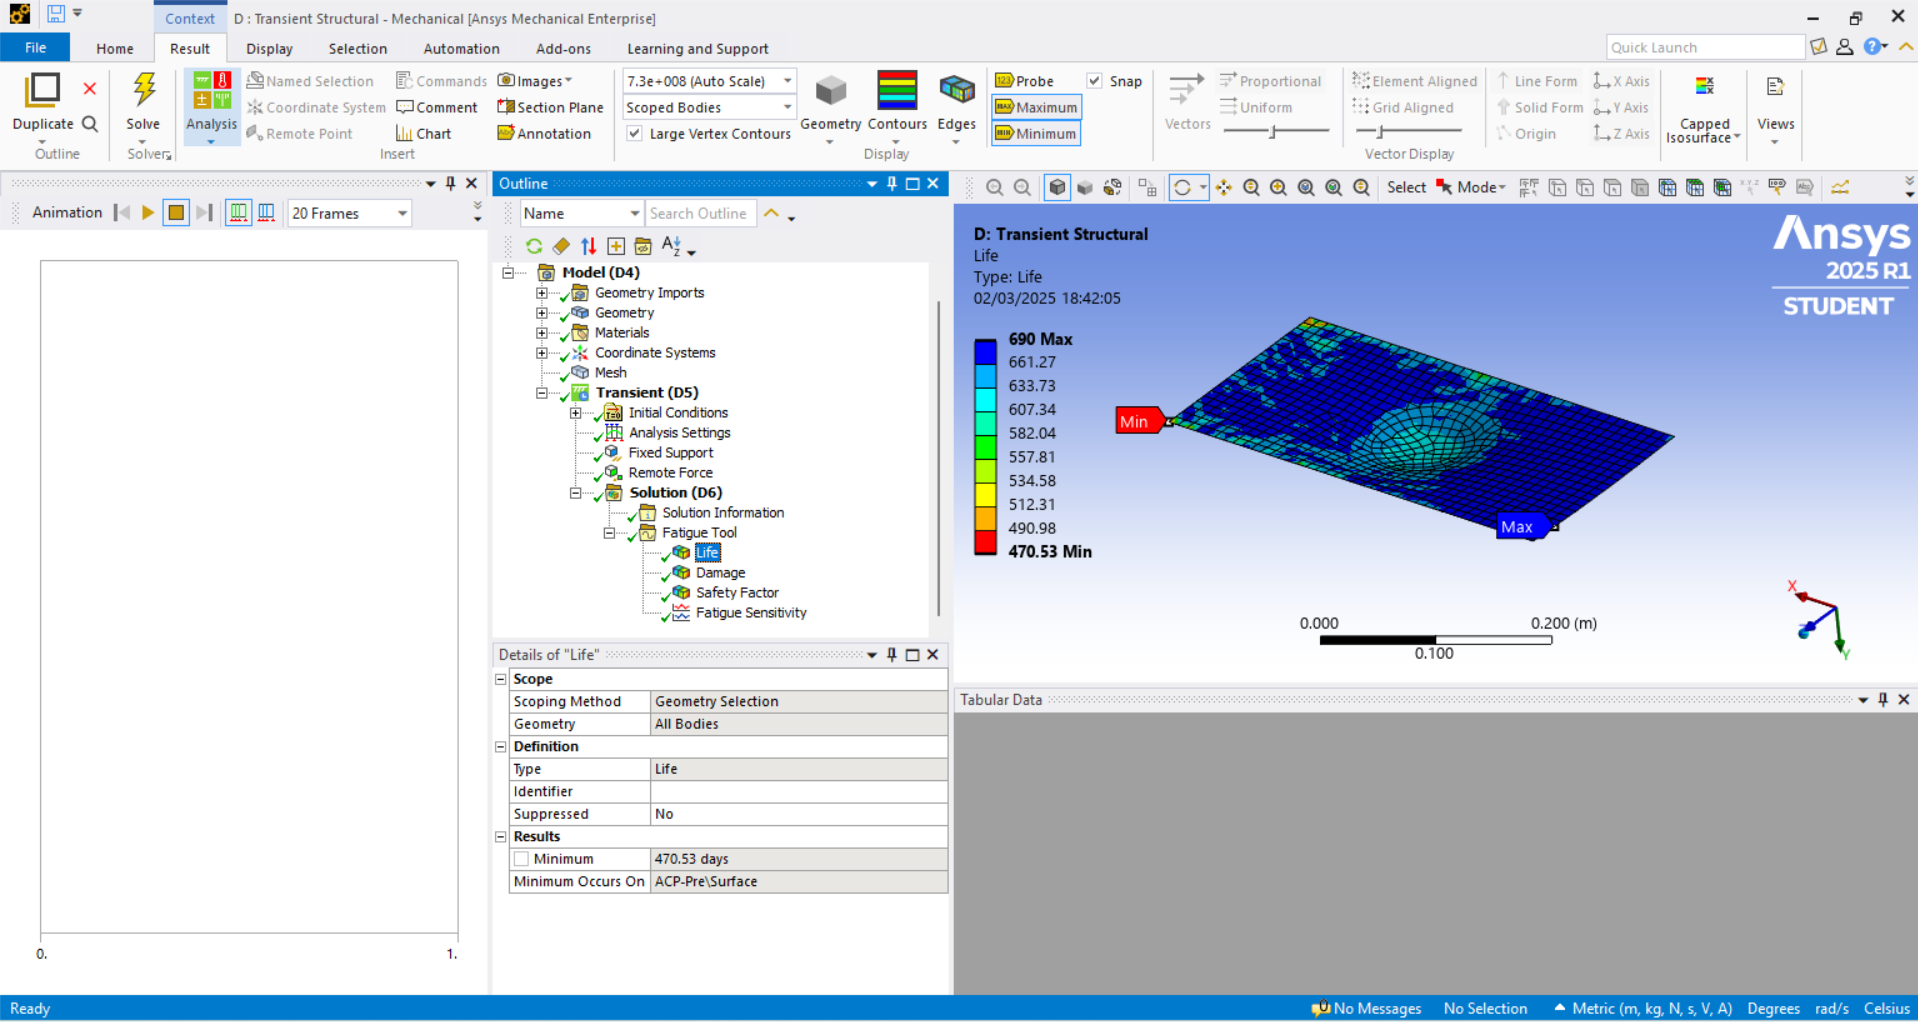 Context
D : Transient Structural - Mechanical [Ansys Mechanical Enterprise]
File
Home
Result
Display
Selection
Automation
Add-ons
Learning and Support
Quick Launch
Duplicate
Outline
Solve
Solver
Analysis
Named Selection
Coordinate System
Remote Point
Commands
Comment
Chart
Images
Section Plane
Annotation
Insert
7.3e+008 (Auto Scale)
Scoped Bodies
Large Vertex Contours
Geometry
Contours
Edges
Display
Probe
Maximum
Minimum
Snap
Vectors
Proportional
Uniform
Element Aligned
Grid Aligned
Line Form
Solid Form
Origin
X Axis
Y Axis
Z Axis
Vector Display
Capped
Isosurface
Views
Animation
20 Frames
0.
1.
Outline
Name
Search Outline
Model (D4)
Geometry Imports
Geometry
Materials
Coordinate Systems
Mesh
Transient (D5)
Initial Conditions
Analysis Settings
Fixed Support
Remote Force
Solution (D6)
Solution Information
Fatigue Tool
Life
Damage
Safety Factor
Fatigue Sensitivity
Details of "Life"
Scope
Scoping Method Geometry Selection
Geometry All Bodies
Definition
Type Life
Identifier
Suppressed No
Results
Minimum 470.53 days
Minimum Occurs On ACP-Pre\Surface
Select
Mode
D: Transient Structural
Life
Type: Life
02/03/2025 18:42:05
690 Max
661.27
633.73
607.34
582.04
557.81
534.58
512.31
490.98
470.53 Min
Min
Max
Ansys
2025 R1
STUDENT
X
Y
0.000
0.200 (m)
0.100
Tabular Data
Ready
No Messages
No Selection
Metric (m, kg, N, s, V, A)
Degrees
rad/s
Celsius